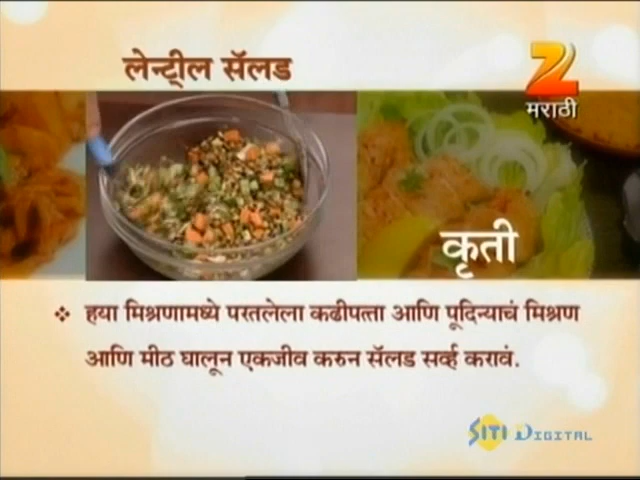 लेन्ट्रील सॅलड
मराठी
कृती
❖ हया मिश्रणामध्ये परतलेला कढीपत्ता आणि पूदिन्याचं मिश्रण
आणि मीठ घालून एकजीव करुन सॅलड सर्व्ह करावं.
SITI DIGITAL